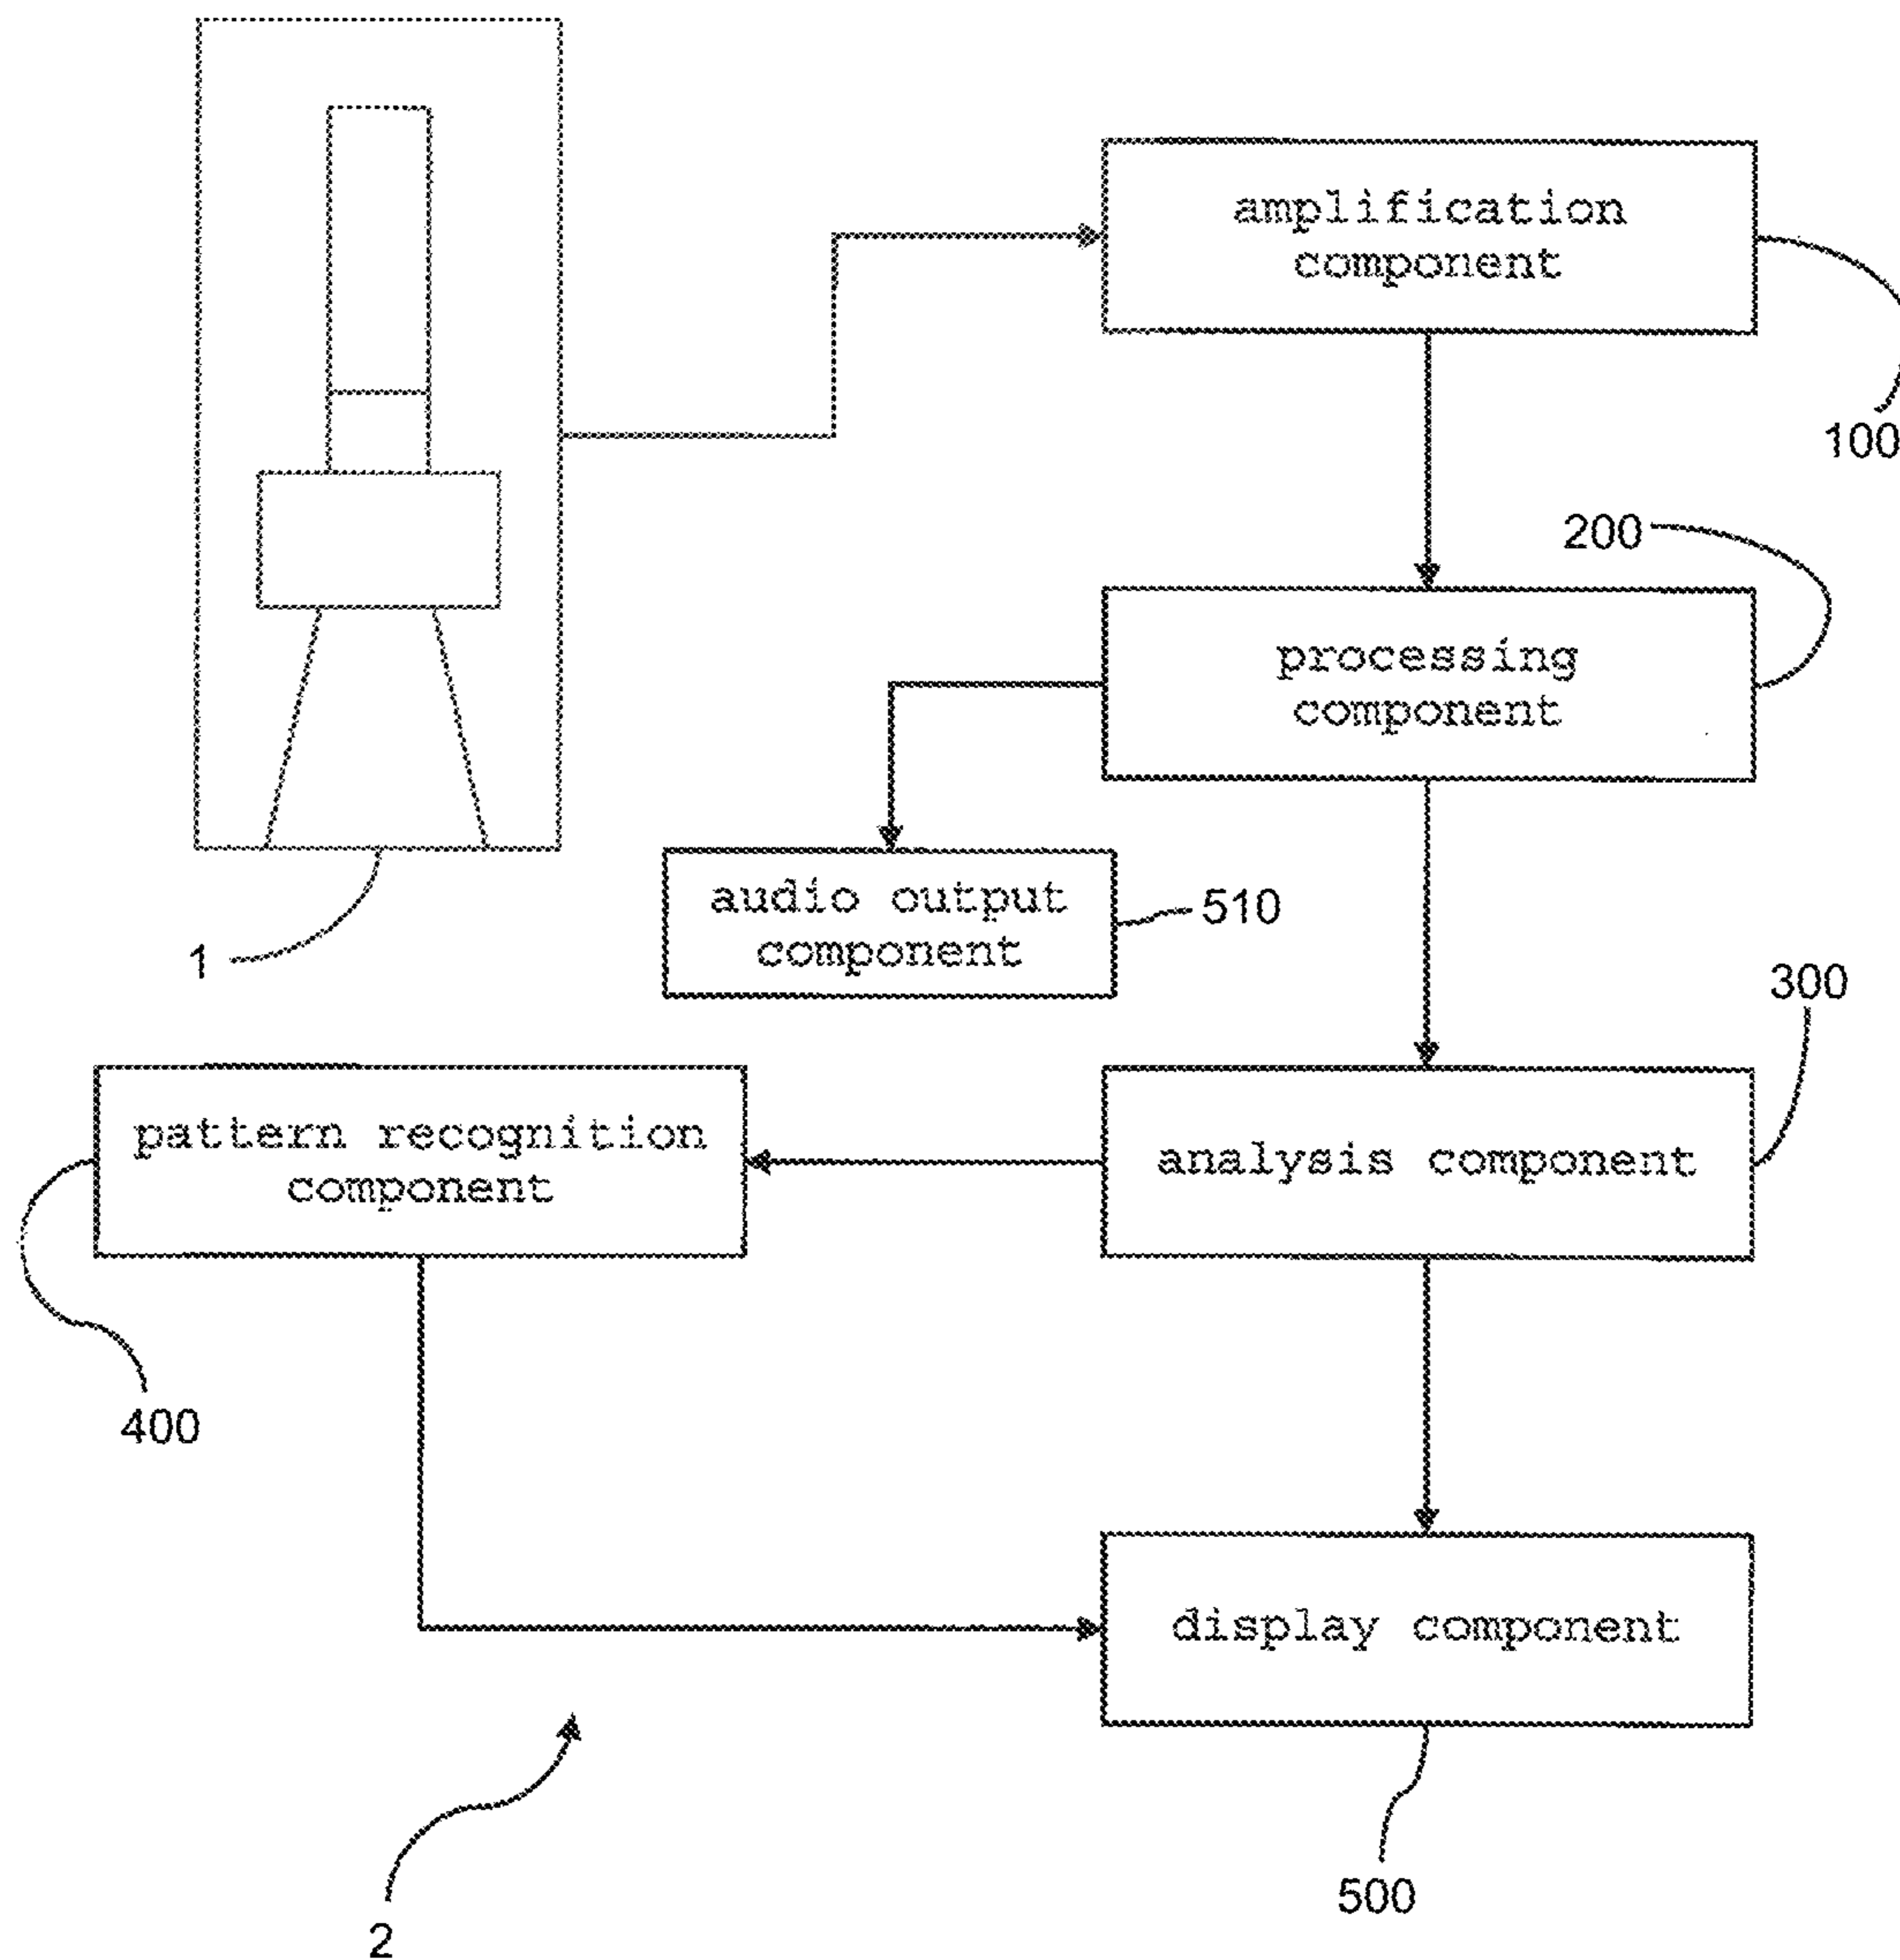 amplification
component
100
200
processing
component
audio output
component
510
1
300
pattern recognition
component
analysis component
400
display component
500
2